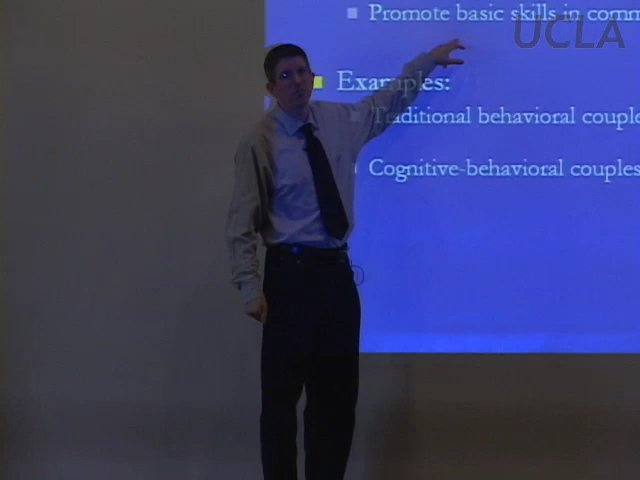 Promote basic skills in comm
UCLA
Examples:
Traditional behavioral couple
Cognitive-behavioral couples